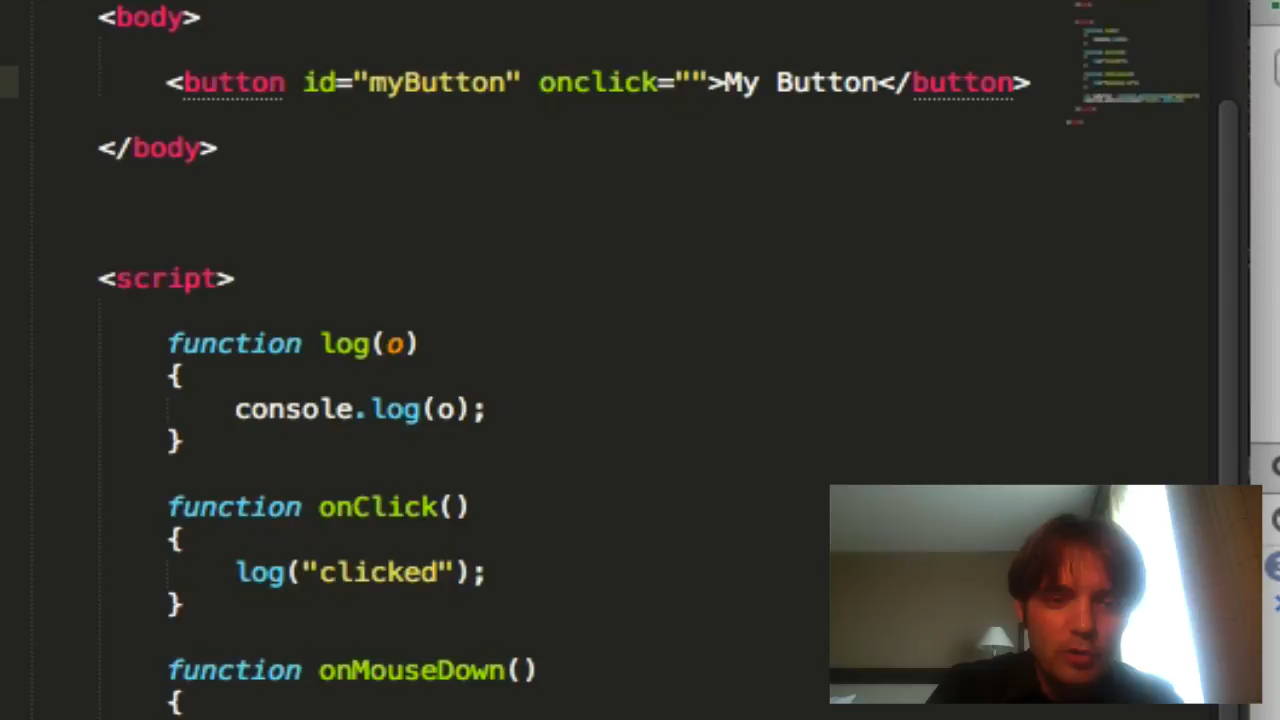 <body>
<button id="myButton" onclick="">My Button</button>
</body>
<script>
function log(o)
{
console.log(o);
}
function onClick()
{
log("clicked");
}
function onMouseDown()
{